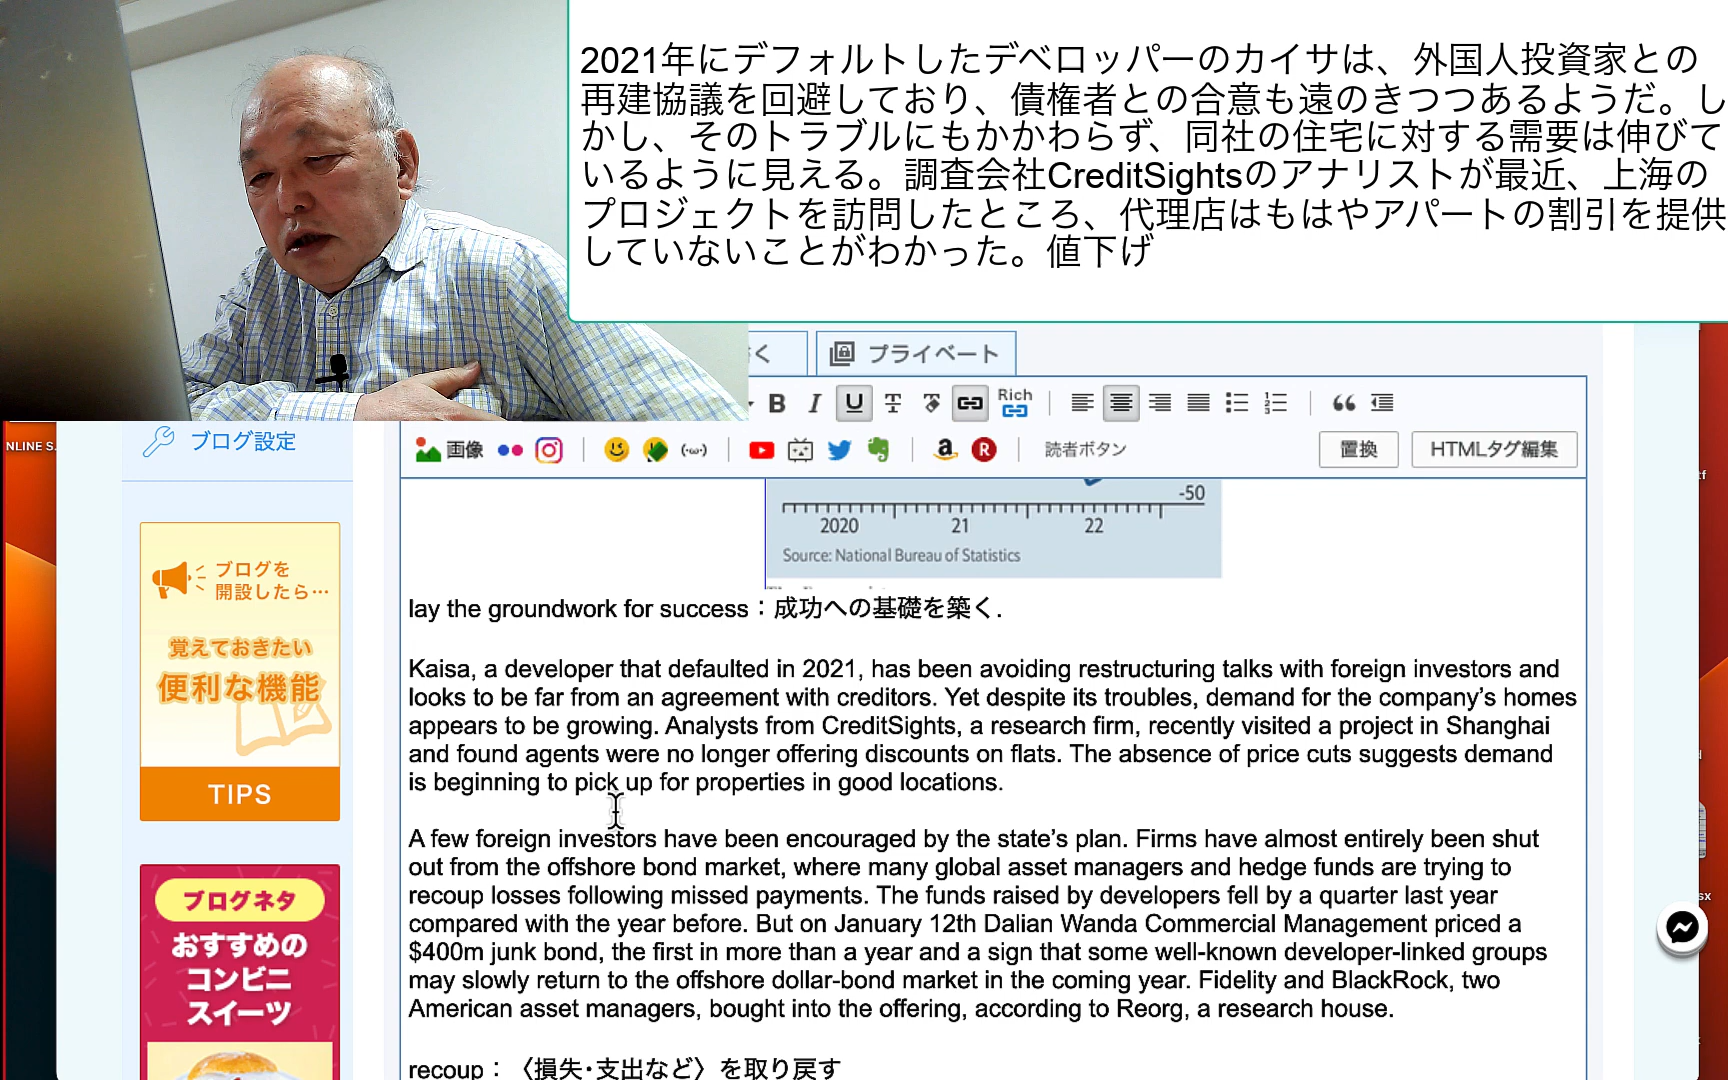 2021年にデフォルトしたデベロッパーのカイサは、外国人投資家との
再建協議を回避しており、債権者との合意も遠のきつつあるようだ。し
かし、そのトラブルにもかかわらず、同社の住宅に対する需要は伸びて
いるように見える。調査会社CreditSightsのアナリストが最近、上海の
プロジェクトを訪問したところ、代理店はもはやアパートの割引を提供
していないことがわかった。値下げ
く
プライベート
B I U T Rich
画像
読者ボタン
置換
HTMLタグ編集
NLINE S.
ブログ設定
ブログを
開設したら…
覚えておきたい
便利な機能
TIPS
ブログネタ
おすすめの
コンビニ
スイーツ
-50
2020 21 22
Source: National Bureau of Statistics
lay the groundwork for success：成功への基礎を築く.
Kaisa, a developer that defaulted in 2021, has been avoiding restructuring talks with foreign investors and
looks to be far from an agreement with creditors. Yet despite its troubles, demand for the company’s homes
appears to be growing. Analysts from CreditSights, a research firm, recently visited a project in Shanghai
and found agents were no longer offering discounts on flats. The absence of price cuts suggests demand
is beginning to pick up for properties in good locations.
A few foreign investors have been encouraged by the state’s plan. Firms have almost entirely been shut
out from the offshore bond market, where many global asset managers and hedge funds are trying to
recoup losses following missed payments. The funds raised by developers fell by a quarter last year
compared with the year before. But on January 12th Dalian Wanda Commercial Management priced a
$400m junk bond, the first in more than a year and a sign that some well-known developer-linked groups
may slowly return to the offshore dollar-bond market in the coming year. Fidelity and BlackRock, two
American asset managers, bought into the offering, according to Reorg, a research house.
recoup：〈損失･支出など〉を取り戻す